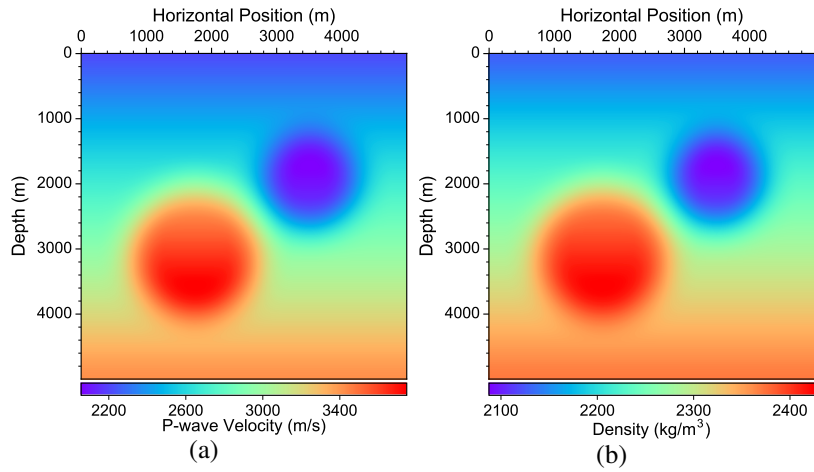 Horizontal Position (m)
0 1000 2000 3000 4000
0
1000
2000
3000
4000
Depth (m)
2200 2600 3000 3400
P-wave Velocity (m/s)
(a)
Horizontal Position (m)
0 1000 2000 3000 4000
0
1000
2000
3000
4000
Depth (m)
2100 2200 2300 2400
Density (kg/m³)
(b)